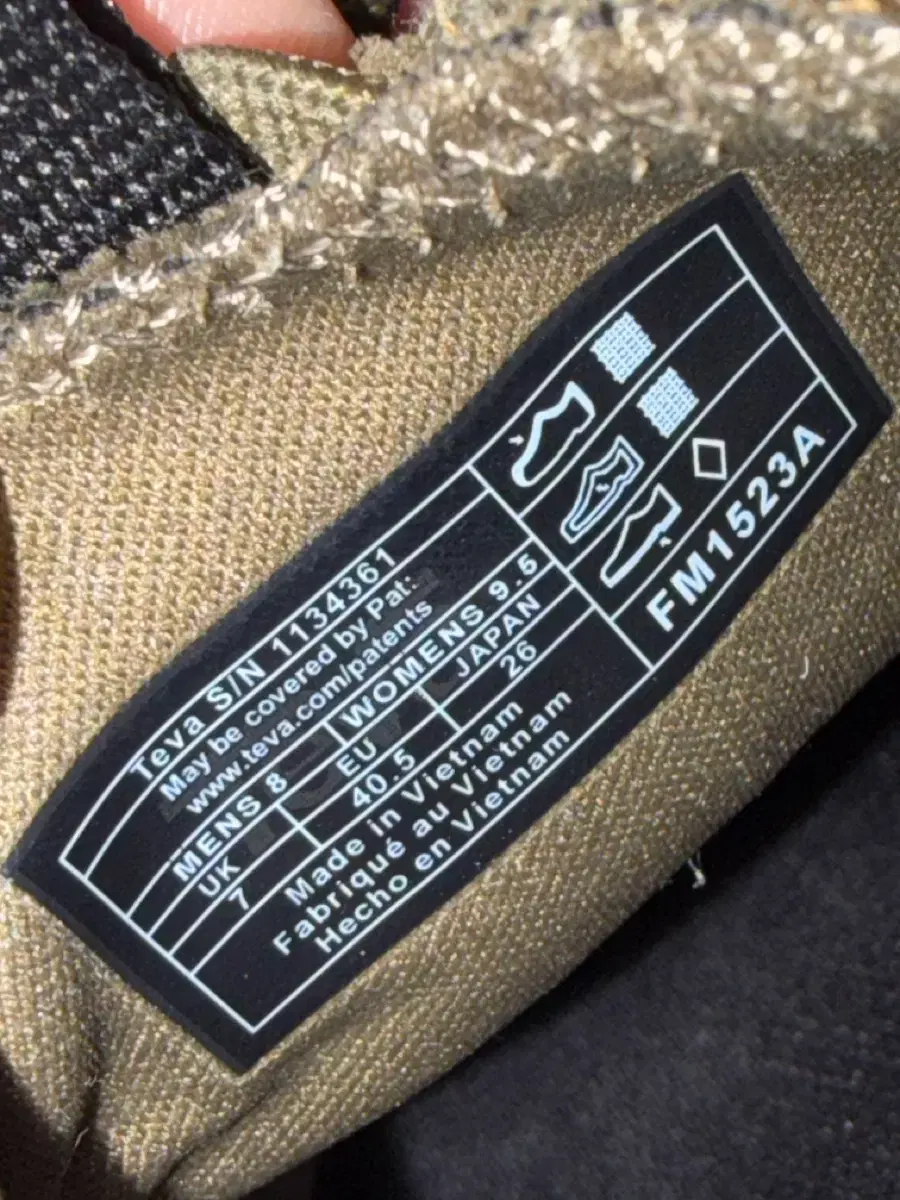 Teva S/N 1134361
May be covered by Pat:
www.teva.com/patents
MENS 8 WOMENS 9.5
UK EU JAPAN
7 40.5 26
Made in Vietnam
Fabriqué au Vietnam
Hecho en Vietnam
FM1523A